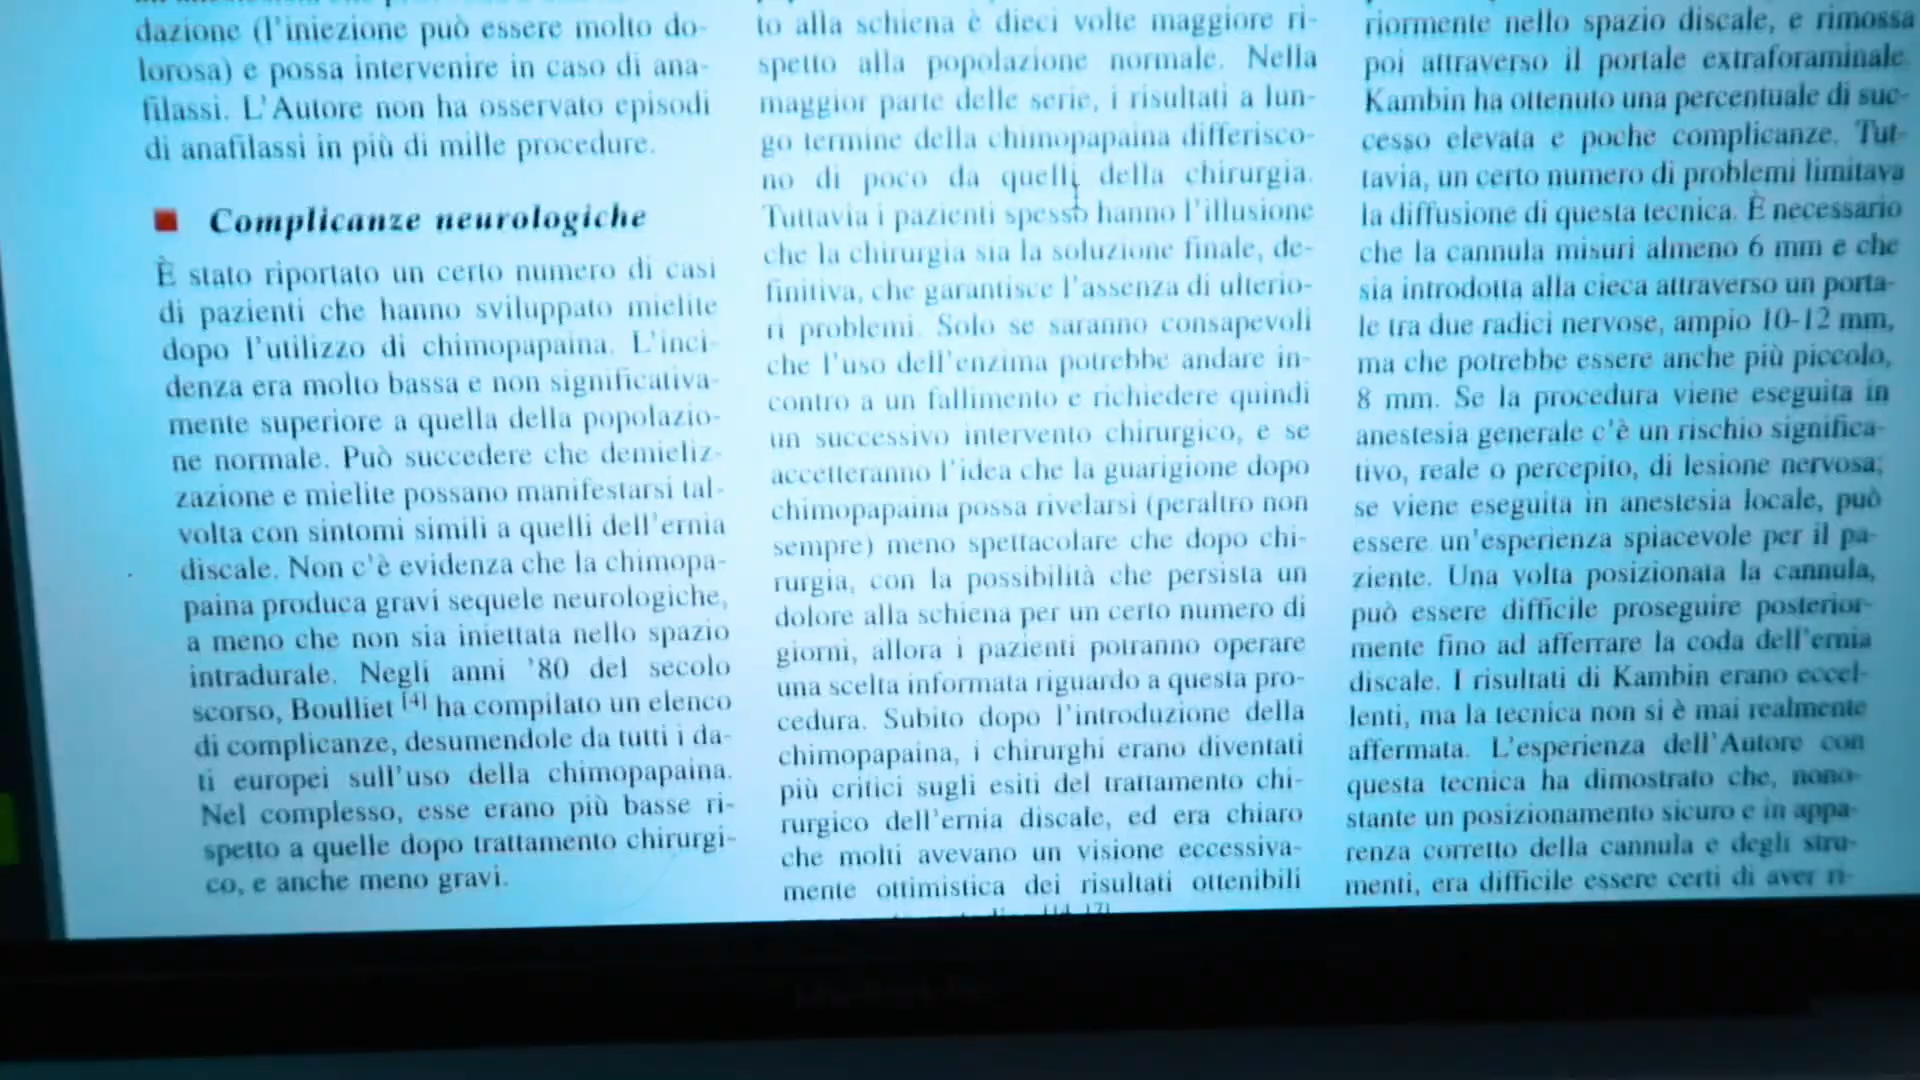 dazione (l'iniezione può essere molto do-
lorosa) e possa intervenire in caso di ana-
filassi. L'Autore non ha osservato episodi
di anafilassi in più di mille procedure.
Complicanze neurologiche
È stato riportato un certo numero di casi
di pazienti che hanno sviluppato mielite
dopo l'utilizzo di chimopapaina. L'inci-
denza era molto bassa e non significativa-
mente superiore a quella della popolazio-
ne normale. Può succedere che demieliz-
zazione e mielite possano manifestarsi tal-
volta con sintomi simili a quelli dell'ernia
discale. Non c'è evidenza che la chimopa-
paina produca gravi sequele neurologiche,
a meno che non sia iniettata nello spazio
intradurale. Negli anni '80 del secolo
scorso, Boulliet [4] ha compilato un elenco
di complicanze, desumendole da tutti i da-
ti europei sull'uso della chimopapaina.
Nel complesso, esse erano più basse ri-
spetto a quelle dopo trattamento chirurgi-
co, e anche meno gravi.
to alla schiena è dieci volte maggiore ri-
spetto alla popolazione normale. Nella
maggior parte delle serie, i risultati a lun-
go termine della chimopapaina differisco-
no di poco da quelli della chirurgia.
Tuttavia i pazienti spesso hanno l'illusione
che la chirurgia sia la soluzione finale, de-
finitiva, che garantisce l'assenza di ulterio-
ri problemi. Solo se saranno consapevoli
che l'uso dell'enzima potrebbe andare in-
contro a un fallimento e richiedere quindi
un successivo intervento chirurgico, e se
accetteranno l'idea che la guarigione dopo
chimopapaina possa rivelarsi (peraltro non
sempre) meno spettacolare che dopo chi-
rurgia, con la possibilità che persista un
dolore alla schiena per un certo numero di
giorni, allora i pazienti potranno operare
una scelta informata riguardo a questa pro-
cedura. Subito dopo l'introduzione della
chimopapaina, i chirurghi erano diventati
più critici sugli esiti del trattamento chi-
rurgico dell'ernia discale, ed era chiaro
che molti avevano un visione eccessiva-
mente ottimistica dei risultati ottenibili
riormente nello spazio discale, e rimossa
poi attraverso il portale extraforaminale.
Kambin ha ottenuto una percentuale di suc-
cesso elevata e poche complicanze. Tut-
tavia, un certo numero di problemi limitava
la diffusione di questa tecnica. È necessario
che la cannula misuri almeno 6 mm e che
sia introdotta alla cieca attraverso un porta-
le tra due radici nervose, ampio 10-12 mm,
ma che potrebbe essere anche più piccolo,
8 mm. Se la procedura viene eseguita in
anestesia generale c'è un rischio significa-
tivo, reale o percepito, di lesione nervosa;
se viene eseguita in anestesia locale, può
essere un'esperienza spiacevole per il pa-
ziente. Una volta posizionata la cannula,
può essere difficile proseguire posterior-
mente fino ad afferrare la coda dell'ernia
discale. I risultati di Kambin erano eccel-
lenti, ma la tecnica non si è mai realmente
affermata. L'esperienza dell'Autore con
questa tecnica ha dimostrato che, nono-
stante un posizionamento sicuro e in appa-
renza corretto della cannula e degli stru-
menti, era difficile essere certi di aver ri-